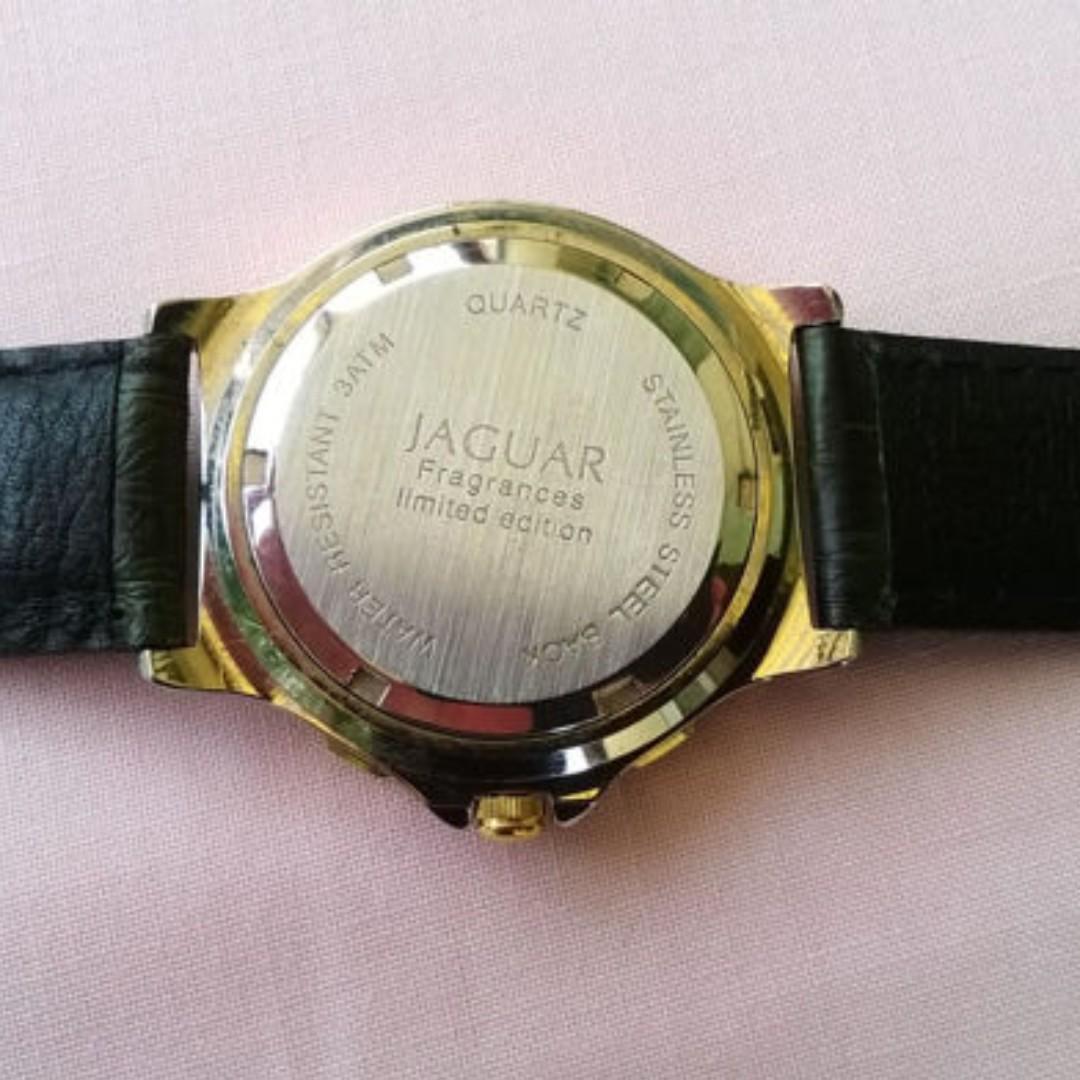 QUARTZ
STAINLESS STEEL BACK
WATER RESISTANT 3ATM
JAGUAR
Fragrances
limited edition